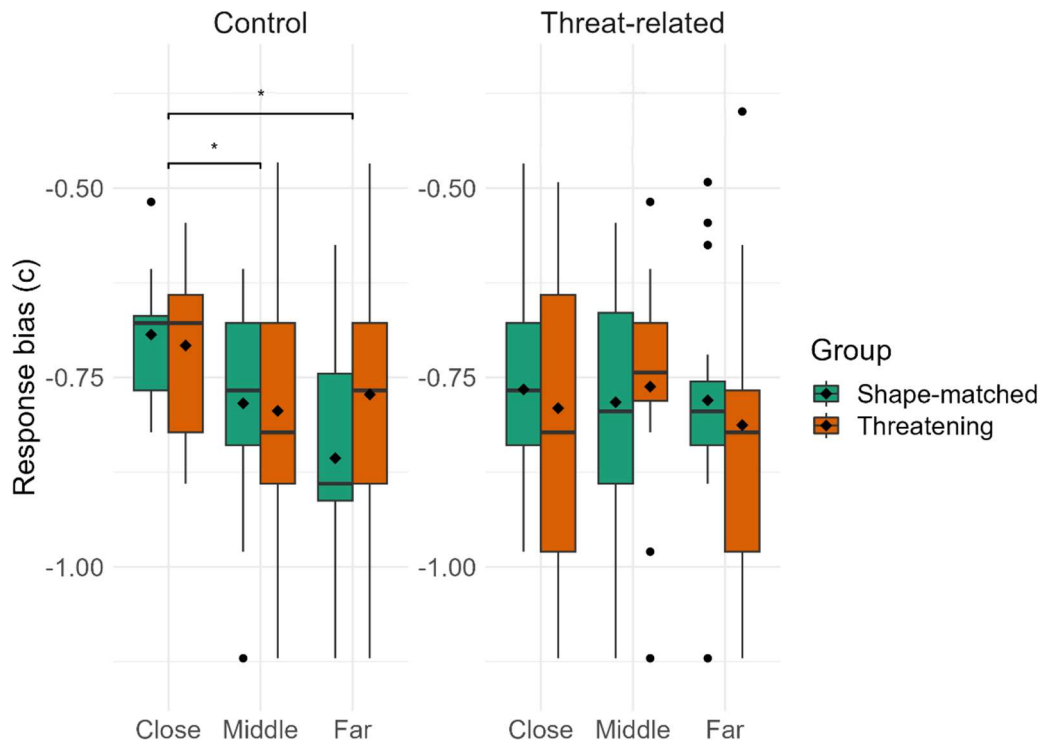 Control
Threat-related
*
*
-0.50
-0.75
-1.00
-0.50
-0.75
-1.00
Response bias (c)
Close Middle Far
Close Middle Far
Group
Shape-matched
Threatening